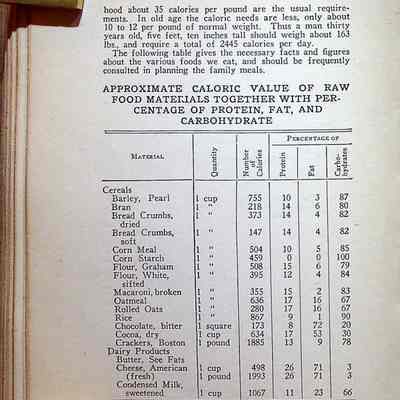 hood about 35 calories per pound are the usual require-
ments. In old age the caloric needs are less, only about
10 to 12 per pound of normal weight. Thus a man thirty
years old, five feet, ten inches tall should weigh about 163
lbs., and require a total of 2445 calories per day.
The following table gives the necessary facts and figures
about the various foods we eat, and should be frequently
consulted in planning the family meals.
APPROXIMATE CALORIC VALUE OF RAW
FOOD MATERIALS TOGETHER WITH PER-
CENTAGE OF PROTEIN, FAT, AND
CARBOHYDRATE
PERCENTAGE OF
MATERIAL Quantity Number of Calories Protein Fat Carbo-hydrates
Cereals
Barley, Pearl 1 cup 755 10 3 87
Bran 1 " 218 14 6 80
Bread Crumbs, 1 " 373 14 4 82
dried
Bread Crumbs, 1 " 147 14 4 82
soft
Corn Meal 1 " 504 10 5 85
Corn Starch 1 " 459 0 0 100
Flour, Graham 1 " 508 15 6 79
Flour, White, 1 " 395 12 4 84
sifted
Macaroni, broken 1 " 355 15 2 83
Oatmeal 1 " 636 17 16 67
Rolled Oats 1 " 280 17 16 67
Rice 1 " 867 9 1 90
Chocolate, bitter 1 square 173 8 72 20
Cocoa, dry 1 cup 634 17 53 30
Crackers, Boston 1 pound 1885 13 9 78
Dairy Products
Butter, See Fats
Cheese, American 1 cup 498 26 71 3
(fresh) 1 pound 1993 26 71 3
Condensed Milk,
sweetened 1 cup 1067 11 23 66